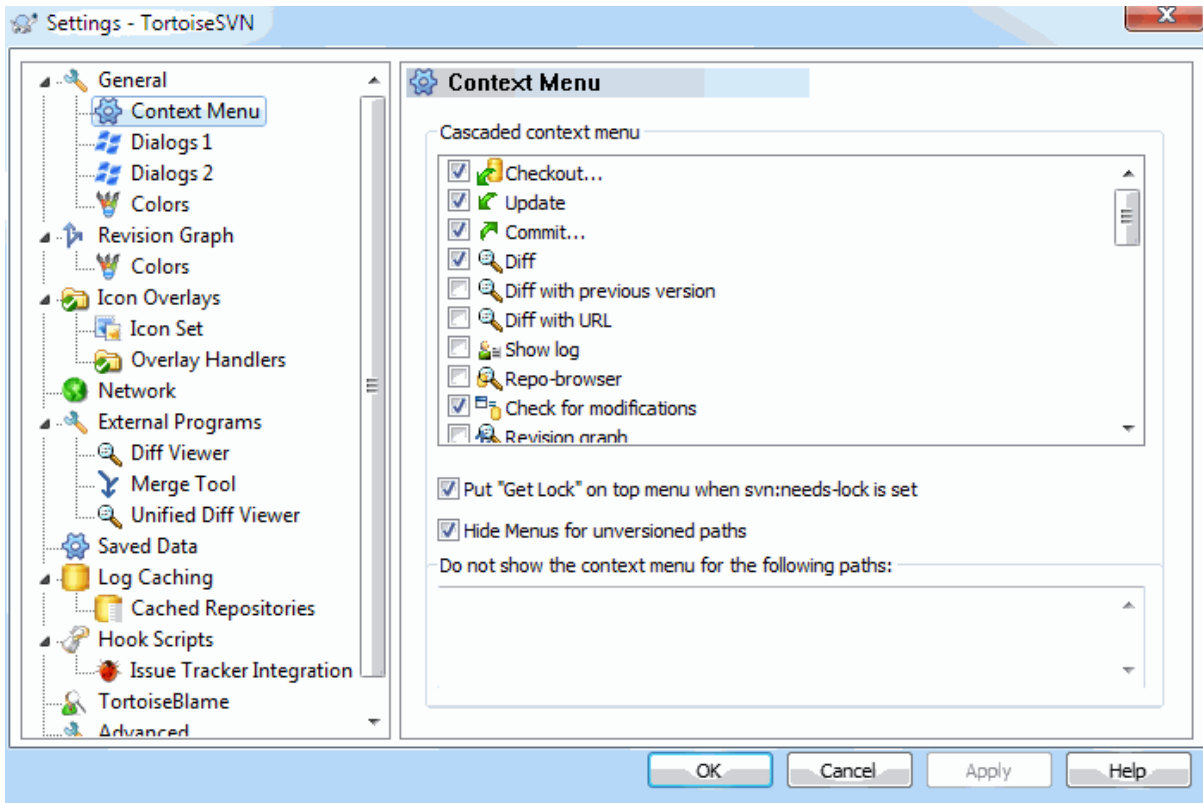 Settings - TortoiseSVN
General
Context Menu
Dialogs 1
Dialogs 2
Colors
Revision Graph
Colors
Icon Overlays
Icon Set
Overlay Handlers
Network
External Programs
Diff Viewer
Merge Tool
Unified Diff Viewer
Saved Data
Log Caching
Cached Repositories
Hook Scripts
Issue Tracker Integration
TortoiseBlame
Advanced
Context Menu
Cascaded context menu
Checkout...
Update
Commit...
Diff
Diff with previous version
Diff with URL
Show log
Repo-browser
Check for modifications
Revision graph
Put "Get Lock" on top menu when svn:needs-lock is set
Hide Menus for unversioned paths
Do not show the context menu for the following paths:
OK
Cancel
Apply
Help